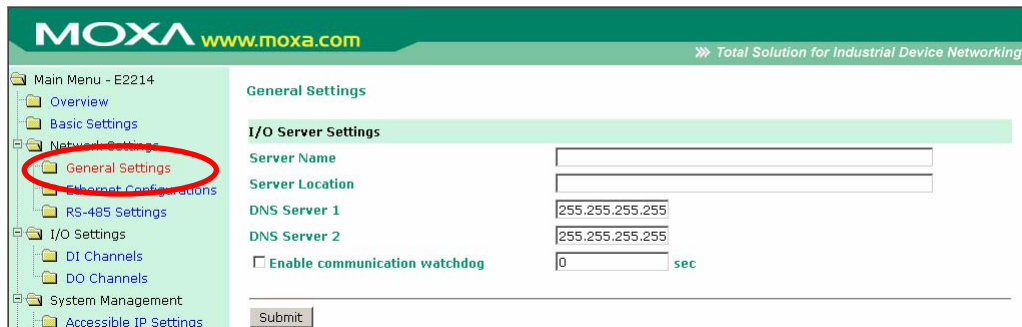 MOXA www.moxa.com
Total Solution for Industrial Device Networking
Main Menu - E2214
Overview
Basic Settings
Network Settings
General Settings
Ethernet Configurations
RS-485 Settings
I/O Settings
DI Channels
DO Channels
System Management
Accessible IP Settings
General Settings
I/O Server Settings
Server Name
Server Location
DNS Server 1 255.255.255.255
DNS Server 2 255.255.255.255
Enable communication watchdog 0 sec
Submit